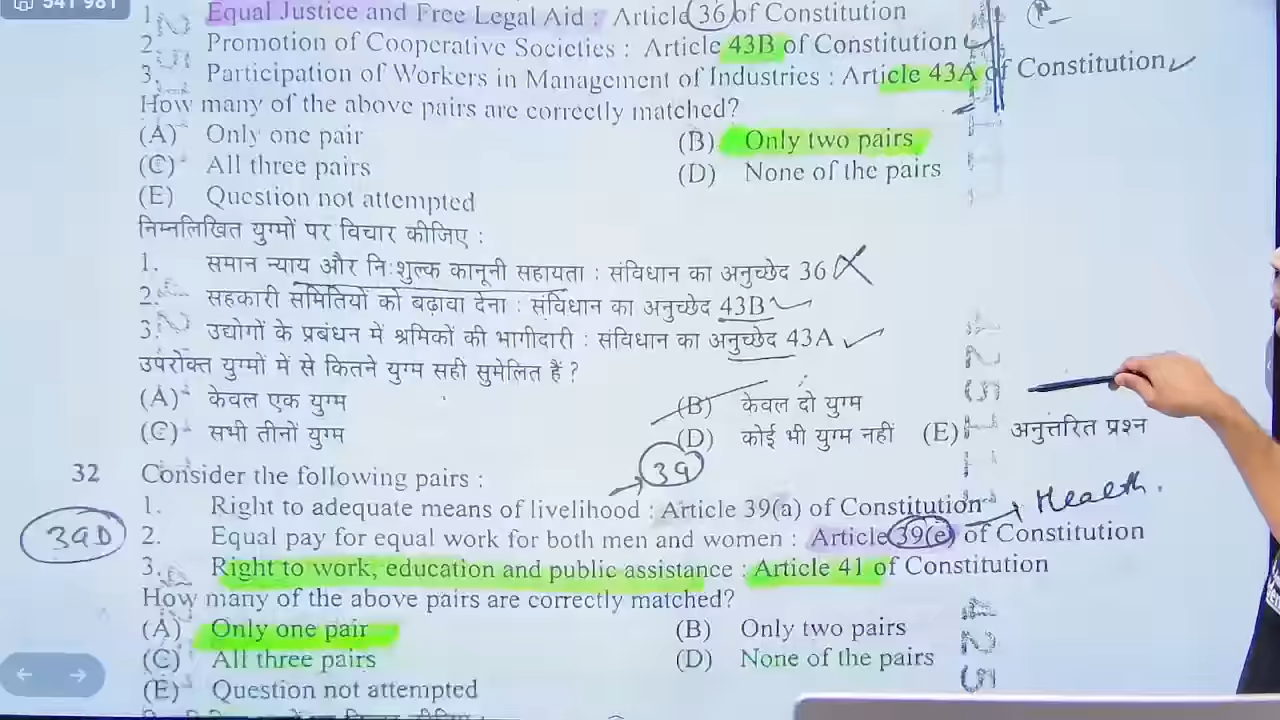 541 981
1. Equal Justice and Free Legal Aid : Article 36 of Constitution
2. Promotion of Cooperative Societies : Article 43B of Constitution
3. Participation of Workers in Management of Industries : Article 43A of Constitution
How many of the above pairs are correctly matched?
(A) Only one pair (B) Only two pairs
(C) All three pairs (D) None of the pairs
(E) Question not attempted
निम्नलिखित युग्मों पर विचार कीजिए :
1. समान न्याय और निःशुल्क कानूनी सहायता : संविधान का अनुच्छेद 36
2. सहकारी समितियों को बढ़ावा देना : संविधान का अनुच्छेद 43B
3. उद्योगों के प्रबंधन में श्रमिकों की भागीदारी : संविधान का अनुच्छेद 43A
उपरोक्त युग्मों में से कितने युग्म सही सुमेलित हैं ?
(A) केवल एक युग्म (B) केवल दो युग्म
(C) सभी तीनों युग्म (D) कोई भी युग्म नहीं (E) अनुत्तरित प्रश्न
39
32 Consider the following pairs :
1. Right to adequate means of livelihood : Article 39(a) of Constitution
Health.
39D 2. Equal pay for equal work for both men and women : Article 39(e) of Constitution
3. Right to work, education and public assistance : Article 41 of Constitution
How many of the above pairs are correctly matched?
(A) Only one pair (B) Only two pairs
(C) All three pairs (D) None of the pairs
(E) Question not attempted